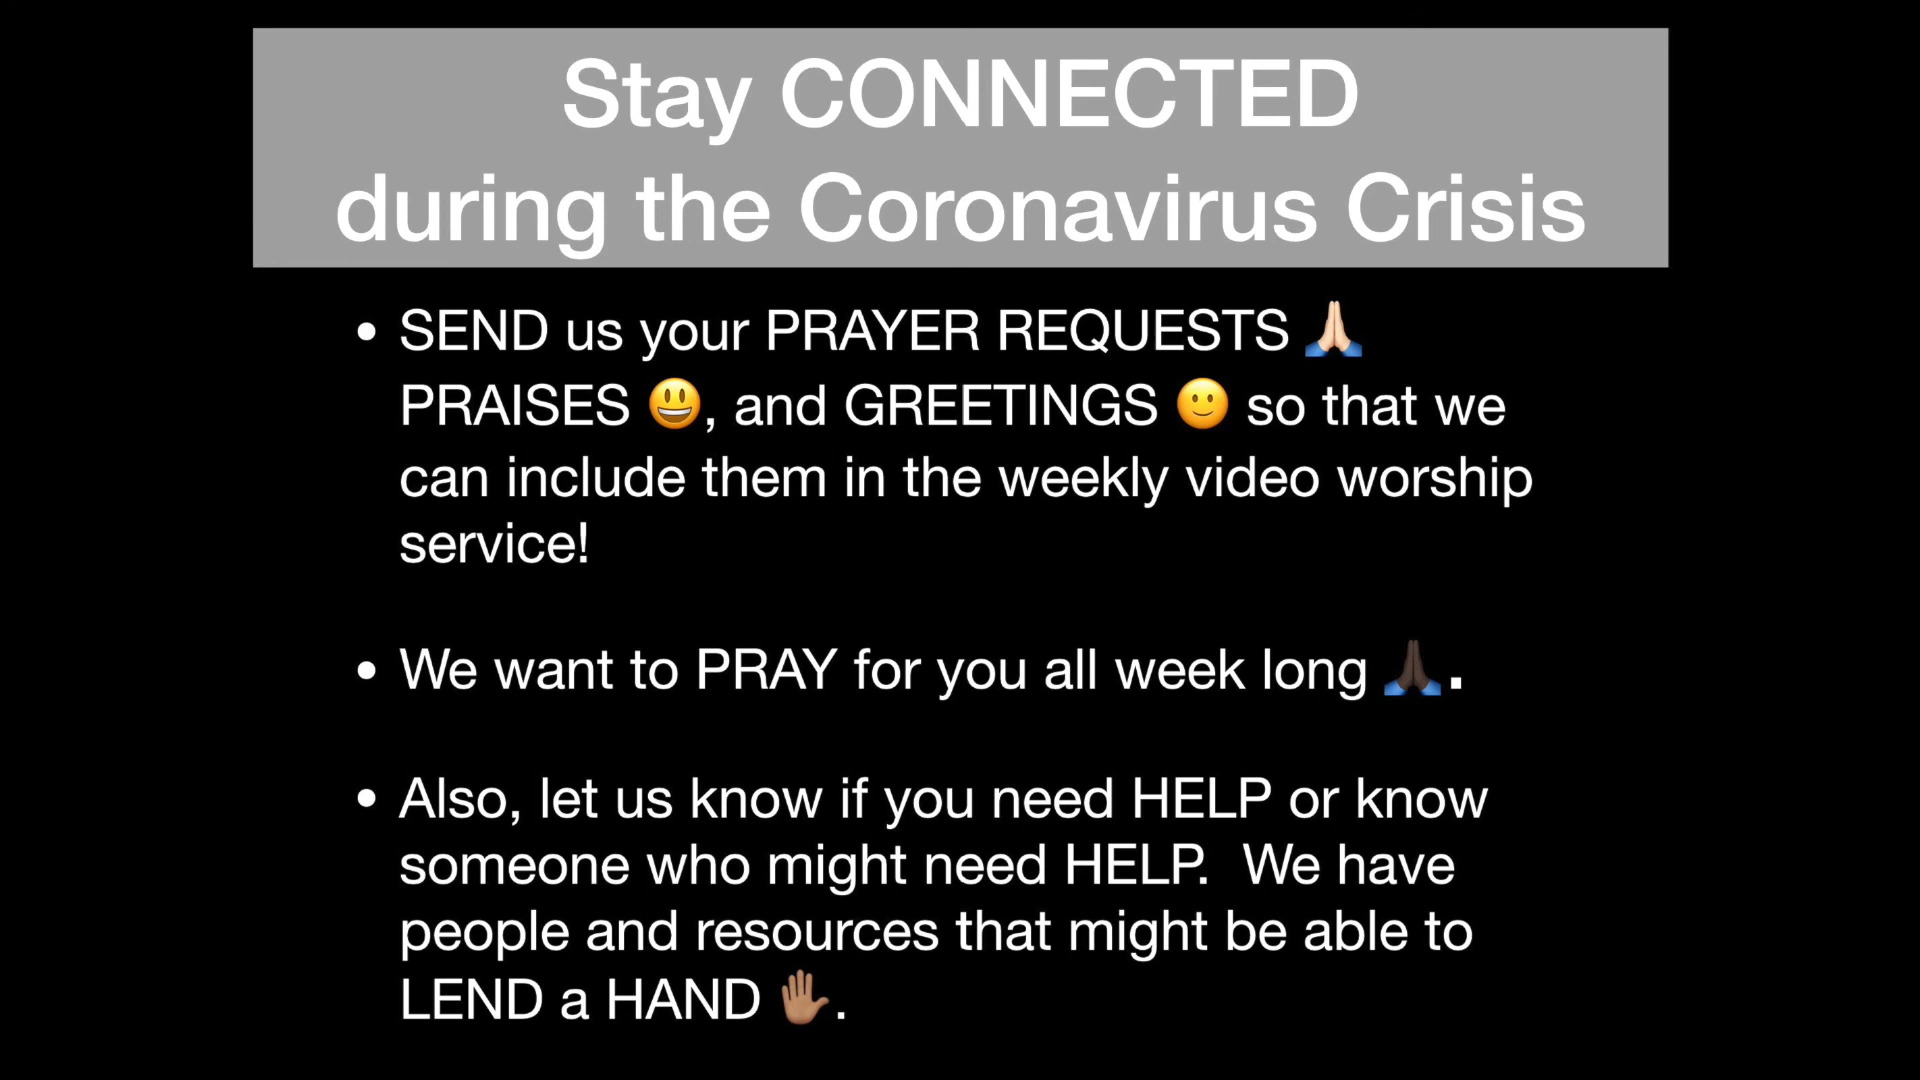 Stay CONNECTED
during the Coronavirus Crisis
• SEND us your PRAYER REQUESTS 🙏🏻
PRAISES 😃, and GREETINGS 🙂 so that we
can include them in the weekly video worship
service!
• We want to PRAY for you all week long 🙏🏿.
• Also, let us know if you need HELP or know
someone who might need HELP.  We have
people and resources that might be able to
LEND a HAND 🤚🏽.